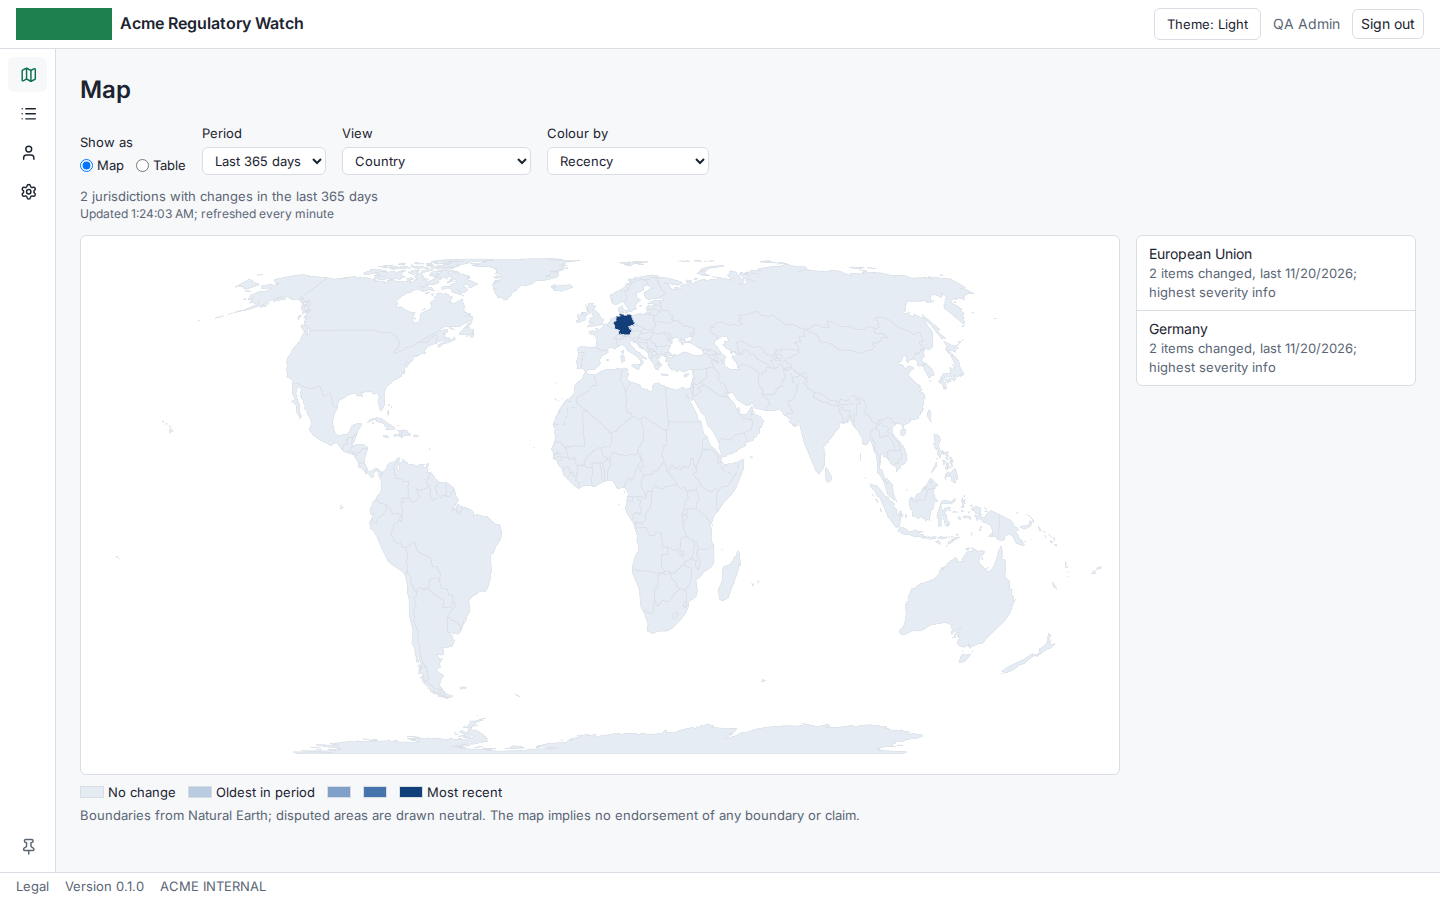 Acme Regulatory Watch
Theme: Light
QA Admin
Sign out
Map
Show as
Map
Table
Period
Last 365 days
View
Country
Colour by
Recency
2 jurisdictions with changes in the last 365 days
Updated 1:24:03 AM; refreshed every minute
European Union
2 items changed, last 11/20/2026;
highest severity info
Germany
2 items changed, last 11/20/2026;
highest severity info
No change
Oldest in period
Most recent
Boundaries from Natural Earth; disputed areas are drawn neutral. The map implies no endorsement of any boundary or claim.
Legal
Version 0.1.0
ACME INTERNAL